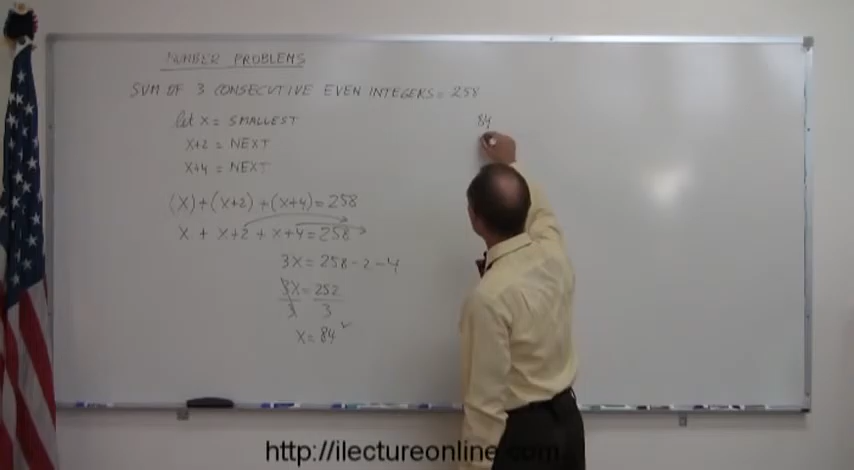 NUMBER PROBLEMS
SUM OF 3 CONSECUTIVE EVEN INTEGERS = 258
let x = SMALLEST
x+2 = NEXT
x+4 = NEXT
(x)+(x+2)+(x+4)=258
x + x+2 + x+4 = 258
3x = 258-2-4
3x = 252
3 3
x = 84 ✓
84
http://ilectureonline.com